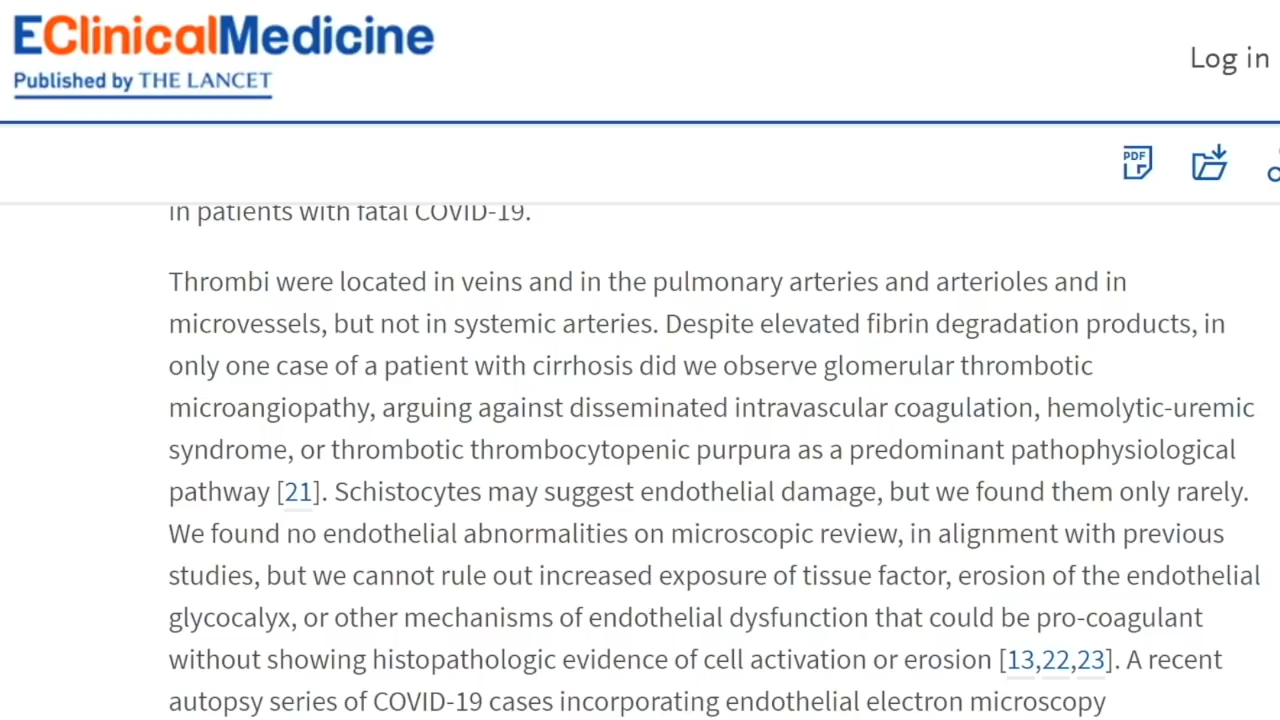 EClinicalMedicine
Published by THE LANCET
Log in
PDF
in patients with fatal COVID-19.
Thrombi were located in veins and in the pulmonary arteries and arterioles and in
microvessels, but not in systemic arteries. Despite elevated fibrin degradation products, in
only one case of a patient with cirrhosis did we observe glomerular thrombotic
microangiopathy, arguing against disseminated intravascular coagulation, hemolytic-uremic
syndrome, or thrombotic thrombocytopenic purpura as a predominant pathophysiological
pathway [21]. Schistocytes may suggest endothelial damage, but we found them only rarely.
We found no endothelial abnormalities on microscopic review, in alignment with previous
studies, but we cannot rule out increased exposure of tissue factor, erosion of the endothelial
glycocalyx, or other mechanisms of endothelial dysfunction that could be pro-coagulant
without showing histopathologic evidence of cell activation or erosion [13,22,23]. A recent
autopsy series of COVID-19 cases incorporating endothelial electron microscopy